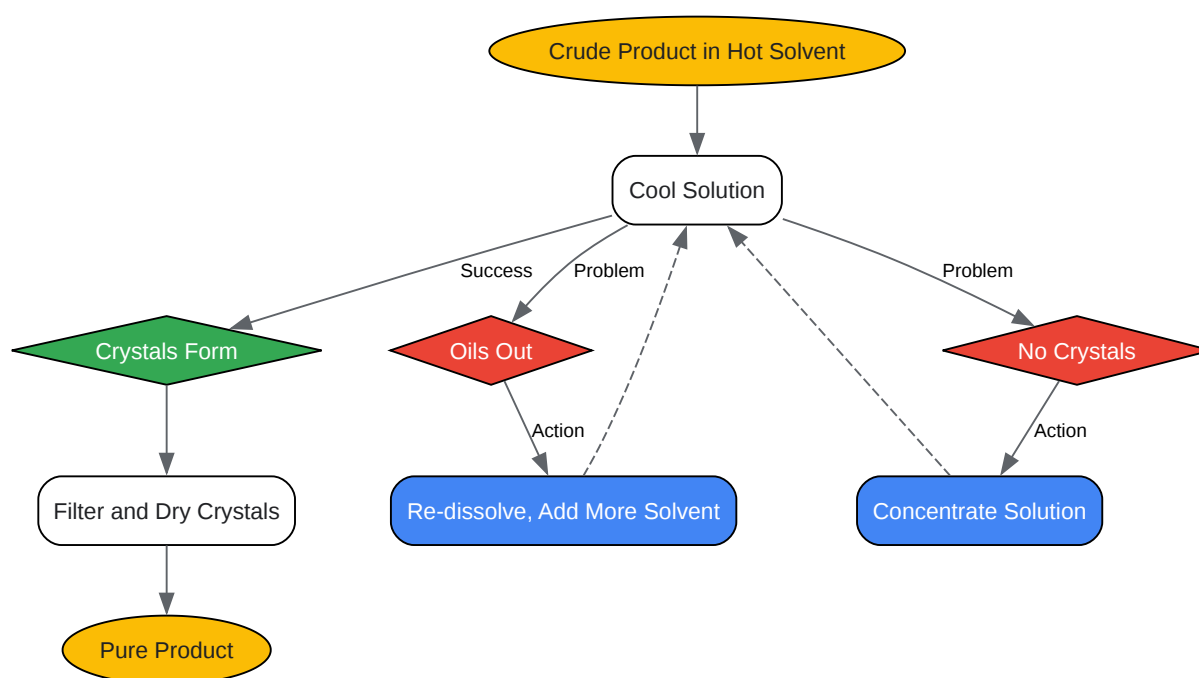 Crude Product in Hot Solvent
Cool Solution
Success
Problem
Problem
Crystals Form
Oils Out
No Crystals
Action
Action
Filter and Dry Crystals
Re-dissolve, Add More Solvent
Concentrate Solution
Pure Product